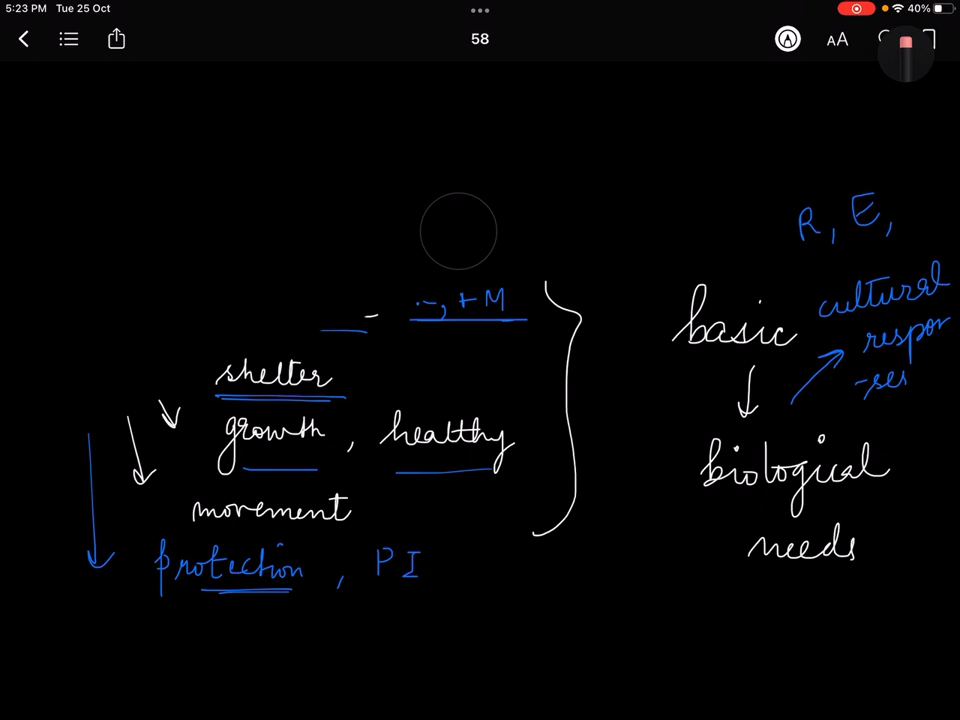 5:23 PM Tue 25 Oct
40%
58
AA
R, E,
+ M
basic
cultural
respon
-ses
shelter
growth, healthy
movement
protection, PI
biological
needs